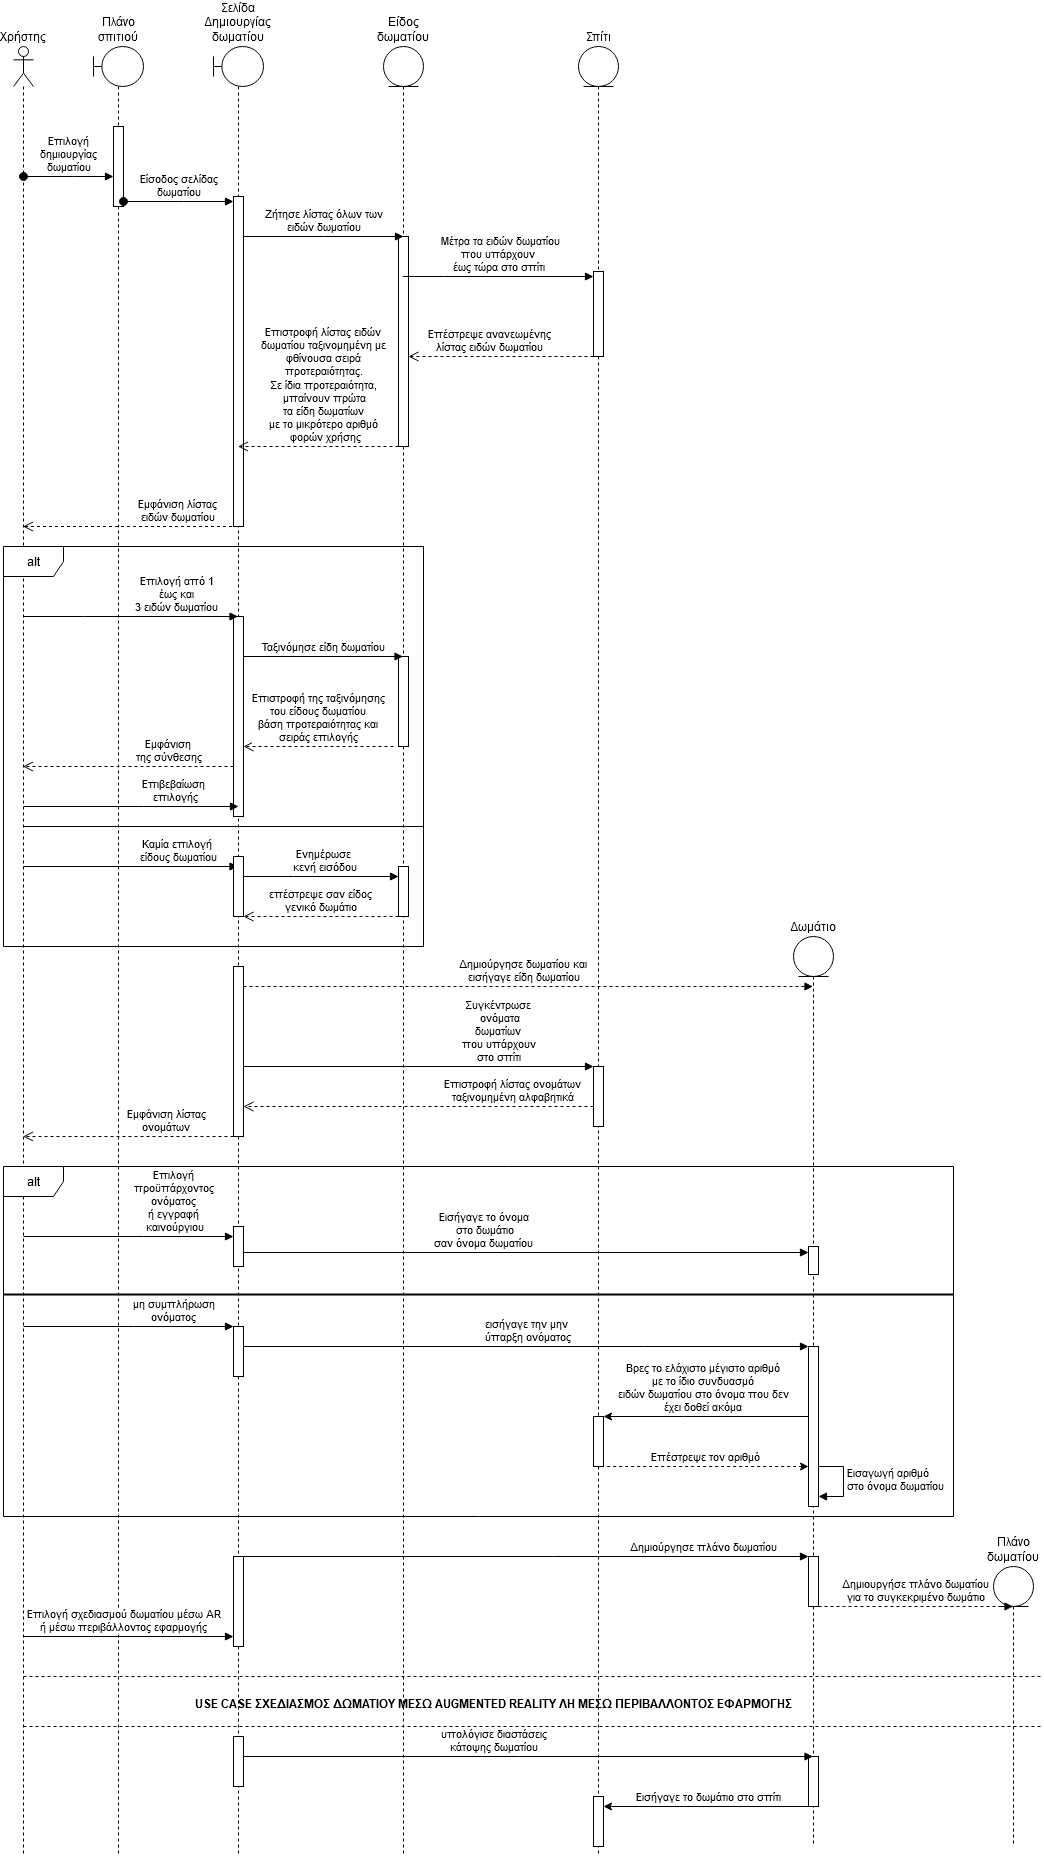 Χρήστης
Πλάνο
σπιτιού
Σελίδα
Δημιουργίας
δωματίου
Είδος
δωματίου
Σπίτι
Επιλογή
δημιουργίας
δωματίου
Είσοδος σελίδας
δωματίου
Ζήτησε λίστας όλων των
ειδών δωματίου
Μέτρα τα ειδών δωματίου
που υπάρχουν
έως τώρα στο σπίτι
Επέστρεψε ανανεωμένης
λίστας ειδών δωματίου
Επιστροφή λίστας ειδών
δωματίου ταξινομημένη με
φθίνουσα σειρά
προτεραιότητας.
Σε ίδια προτεραιότητα,
μπαίνουν πρώτα
τα είδη δωματίων
με το μικρότερο αριθμό
φορών χρήσης
Εμφάνιση λίστας
ειδών δωματίου
alt
Επιλογή από 1
έως και
3 ειδών δωματίου
Ταξινόμησε είδη δωματίου
Επιστροφή της ταξινόμησης
του είδους δωματίου
βάση προτεραιότητας και
σειράς επιλογής
Εμφάνιση
της σύνθεσης
Επιβεβαίωση
επιλογής
Καμία επιλογή
είδους δωματίου
Ενημέρωσε
κενή εισόδου
επέστρεψε σαν είδος
γενικό δωμάτιο
Δωμάτιο
Δημιούργησε δωματίου και
εισήγαγε είδη δωματίου
Συγκέντρωσε
ονόματα
δωματίων
που υπάρχουν
στο σπίτι
Επιστροφή λίστας ονομάτων
ταξινομημένη αλφαβητικά
Εμφάνιση λίστας
ονομάτων
alt
Επιλογή
προϋπάρχοντος
ονόματος
ή εγγραφή
καινούργιου
Εισήγαγε το όνομα
στο δωμάτιο
σαν όνομα δωματίου
μη συμπλήρωση
ονόματος
εισήγαγε την μην
ύπαρξη ονόματος
Βρες το ελάχιστο μέγιστο αριθμό
με το ίδιο συνδυασμό
ειδών δωματίου στο όνομα που δεν
έχει δοθεί ακόμα
Επέστρεψε τον αριθμό
Εισαγωγή αριθμό
στο όνομα δωματίου
Δημιούργησε πλάνο δωματίου
Πλάνο
δωματίου
Δημιουργήσε πλάνο δωματίου
για το συγκεκριμένο δωμάτιο
Επιλογή σχεδιασμού δωματίου μέσω AR
ή μέσω περιβάλλοντος εφαρμογής
USE CASE ΣΧΕΔΙΑΣΜΟΣ ΔΩΜΑΤΙΟΥ ΜΕΣΩ AUGMENTED REALITY ΛΗ ΜΕΣΩ ΠΕΡΙΒΑΛΛΟΝΤΟΣ ΕΦΑΡΜΟΓΗΣ
υπολόγισε διαστάσεις
κάτοψης δωματίου
Εισήγαγε το δωμάτιο στο σπίτι